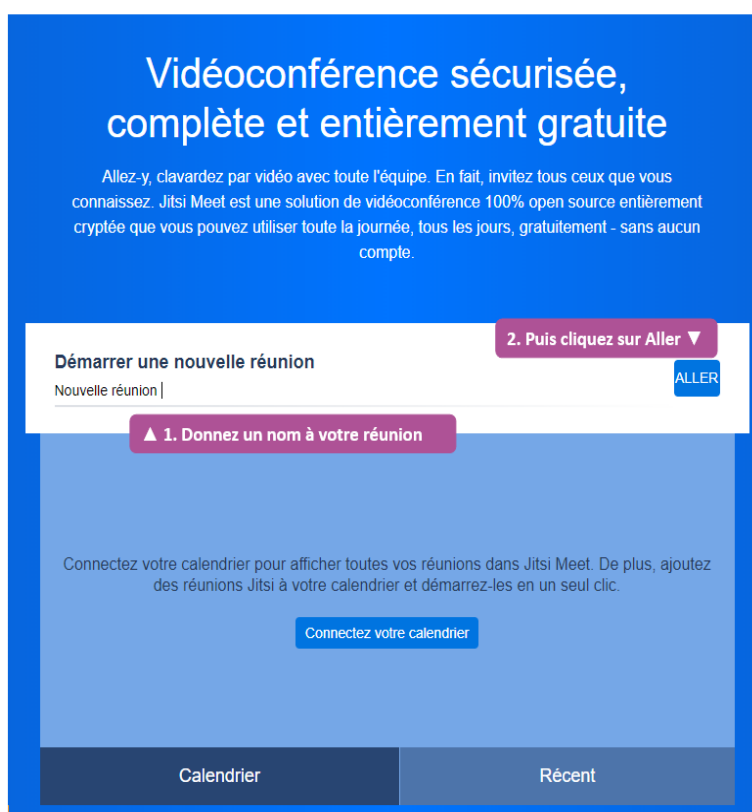 Vidéoconférence sécurisée,
complète et entièrement gratuite
Allez-y, clavardez par vidéo avec toute l'équipe. En fait, invitez tous ceux que vous
connaissez. Jitsi Meet est une solution de vidéoconférence 100% open source entièrement
cryptée que vous pouvez utiliser toute la journée, tous les jours, gratuitement - sans aucun
compte.
2. Puis cliquez sur Aller ▼
Démarrer une nouvelle réunion
Nouvelle réunion
ALLER
▲ 1. Donnez un nom à votre réunion
Connectez votre calendrier pour afficher toutes vos réunions dans Jitsi Meet. De plus, ajoutez
des réunions Jitsi à votre calendrier et démarrez-les en un seul clic.
Connectez votre calendrier
Calendrier
Récent